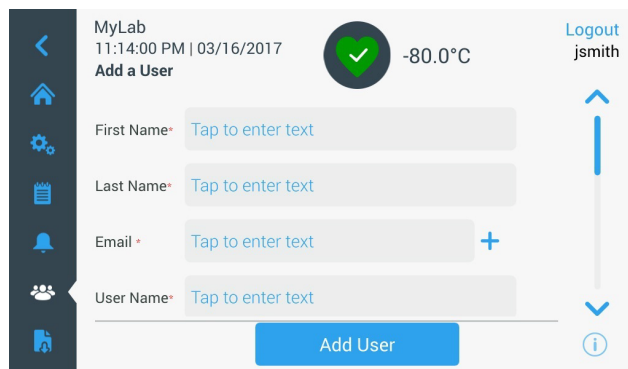 MyLab
11:14:00 PM | 03/16/2017
Add a User
-80.0°C
Logout
jsmith
First Name* Tap to enter text
Last Name* Tap to enter text
Email * Tap to enter text
User Name* Tap to enter text
Add User